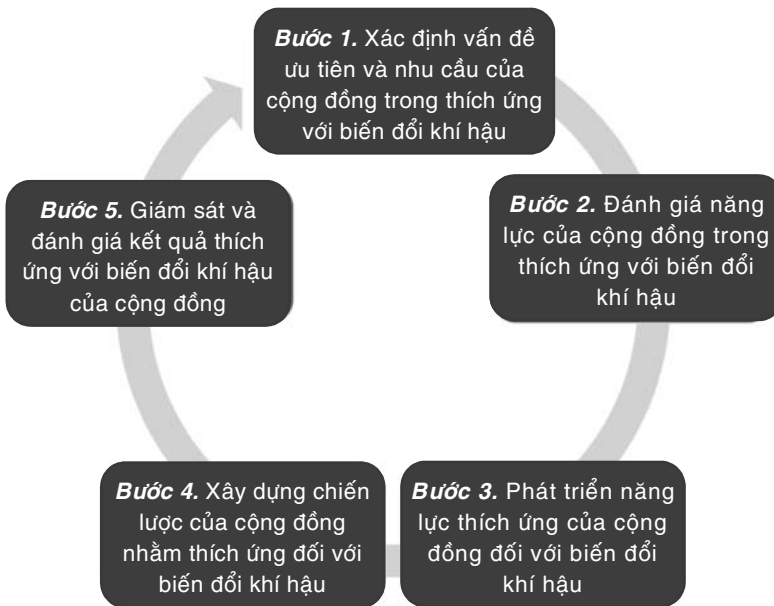 Bước 1. Xác định vấn đề
ưu tiên và nhu cầu của
cộng đồng trong thích ứng
với biến đổi khí hậu
Bước 2. Đánh giá năng
lực của cộng đồng trong
thích ứng với biến đổi
khí hậu
Bước 3. Phát triển năng
lực thích ứng của cộng
đồng đối với biến đổi
khí hậu
Bước 4. Xây dựng chiến
lược của cộng đồng
nhằm thích ứng đối với
biến đổi khí hậu
Bước 5. Giám sát và
đánh giá kết quả thích
ứng với biến đổi khí hậu
của cộng đồng